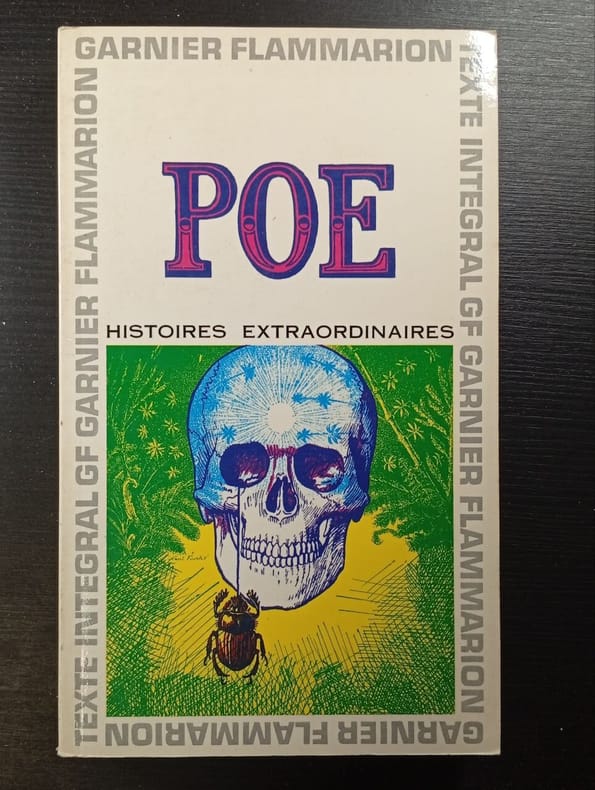 GARNIER FLAMMARION
TEXTE INTEGRAL GF GARNIER FLAMMARION
POE
HISTOIRES EXTRAORDINAIRES
TEXTE INTEGRAL GF GARNIER FLAMMARION
GARNIER FLAMMARION